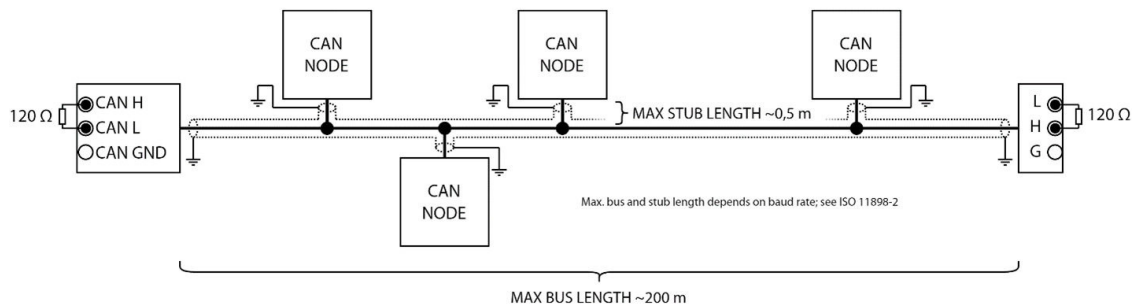 CAN
NODE
CAN
NODE
CAN
NODE
120 Ω
CAN H
CAN L
CAN GND
MAX STUB LENGTH ~0,5 m
L
H
G
120 Ω
CAN
NODE
Max. bus and stub length depends on baud rate; see ISO 11898-2
MAX BUS LENGTH ~200 m